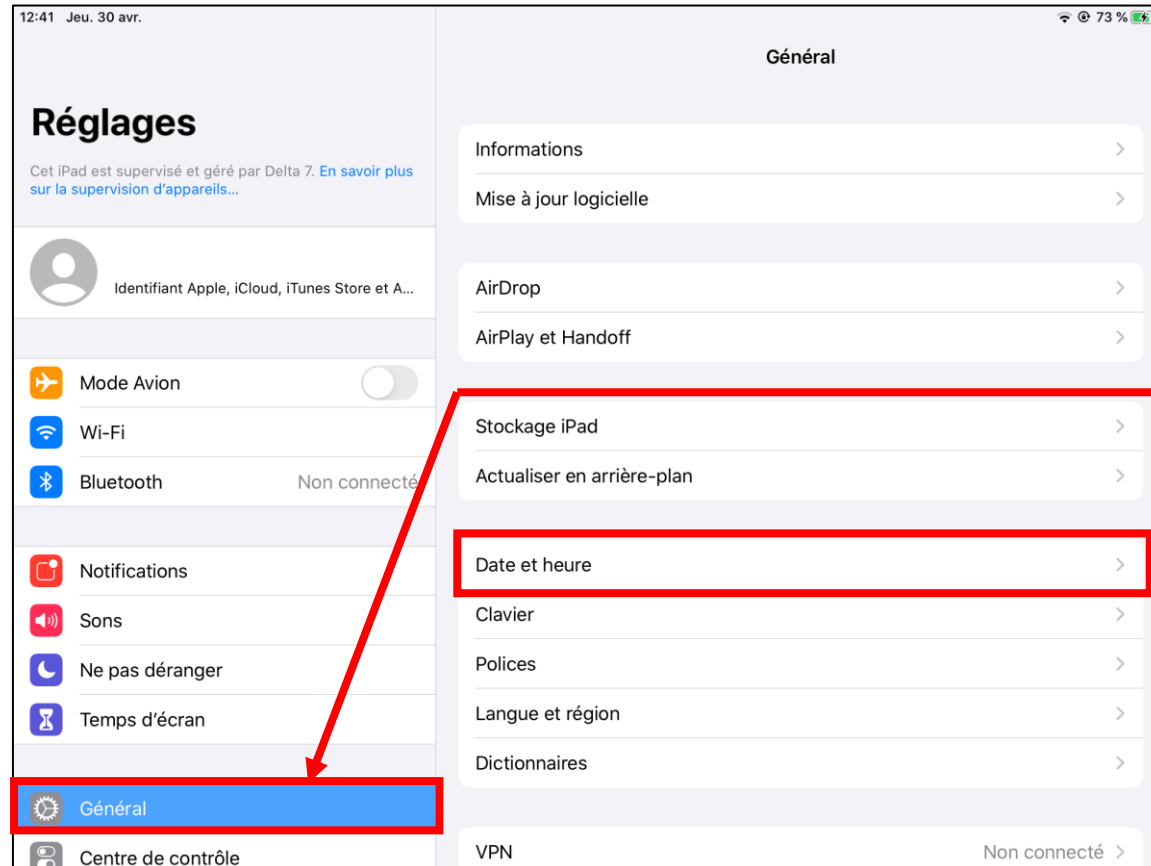 12:41 Jeu. 30 avr.
73 %
Réglages
Cet iPad est supervisé et géré par Delta 7. En savoir plus
sur la supervision d'appareils...
Identifiant Apple, iCloud, iTunes Store et A...
Mode Avion
Wi-Fi
Bluetooth Non connecté
Notifications
Sons
Ne pas déranger
Temps d'écran
Général
Centre de contrôle
Général
Informations
Mise à jour logicielle
AirDrop
AirPlay et Handoff
Stockage iPad
Actualiser en arrière-plan
Date et heure
Clavier
Polices
Langue et région
Dictionnaires
VPN Non connecté